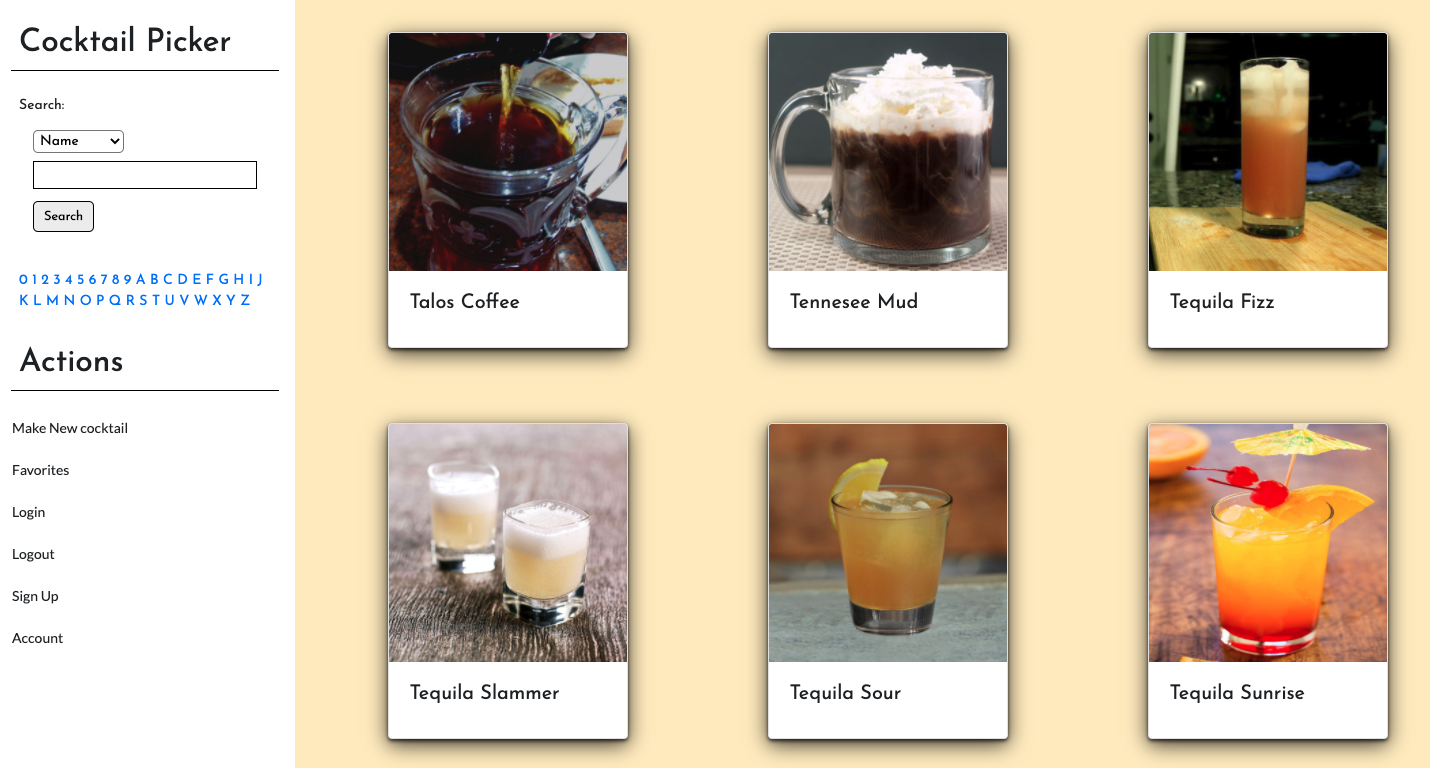 Cocktail Picker
Search:
Name
Search
0 1 2 3 4 5 6 7 8 9 A B C D E F G H I J
K L M N O P Q R S T U V W X Y Z
Actions
Make New cocktail
Favorites
Login
Logout
Sign Up
Account
Talos Coffee
Tennesee Mud
Tequila Fizz
Tequila Slammer
Tequila Sour
Tequila Sunrise